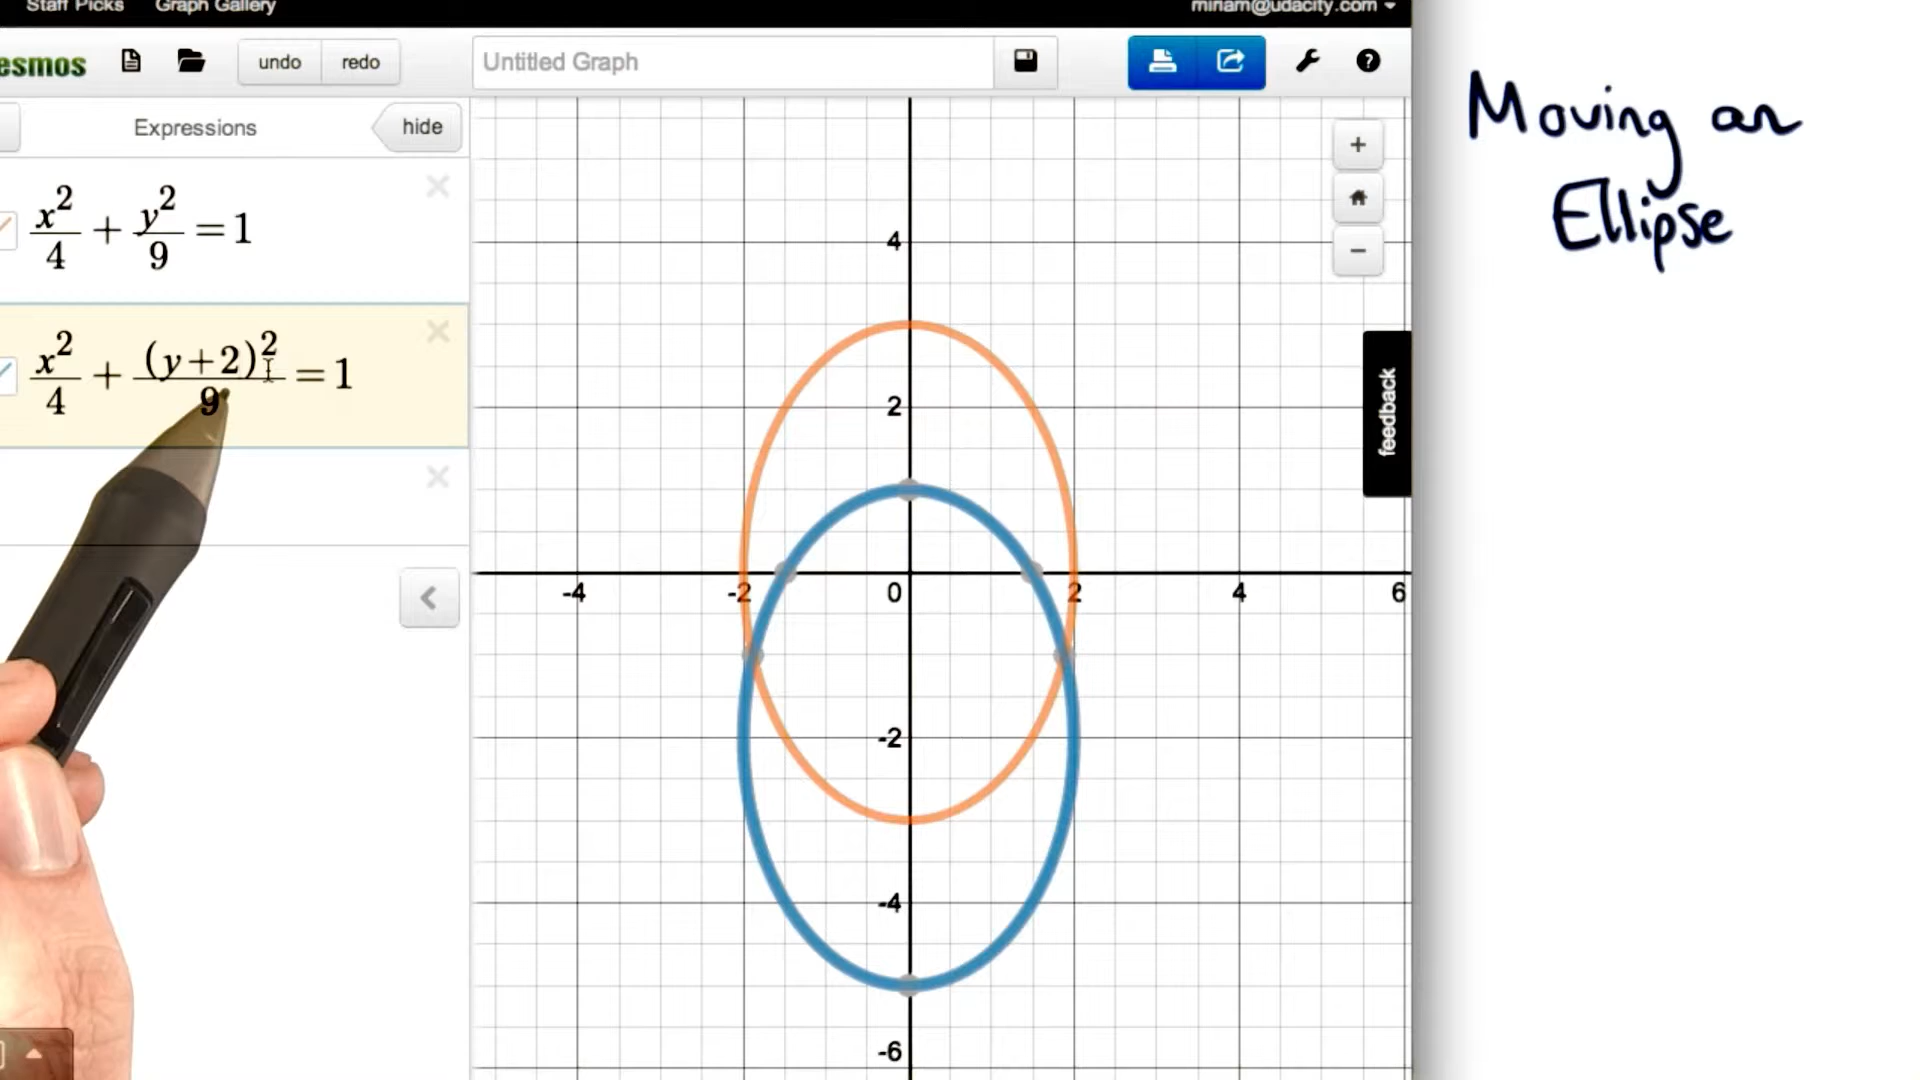 Staff Picks Graph Gallery miriam@udacity.com
esmos undo redo Untitled Graph
Expressions hide
x²/4 + y²/9 = 1
x²/4 + (y+2)²/9 = 1
4
2
-4 -2 0 2 4 6
-2
-4
-6
feedback
Moving an
Ellipse